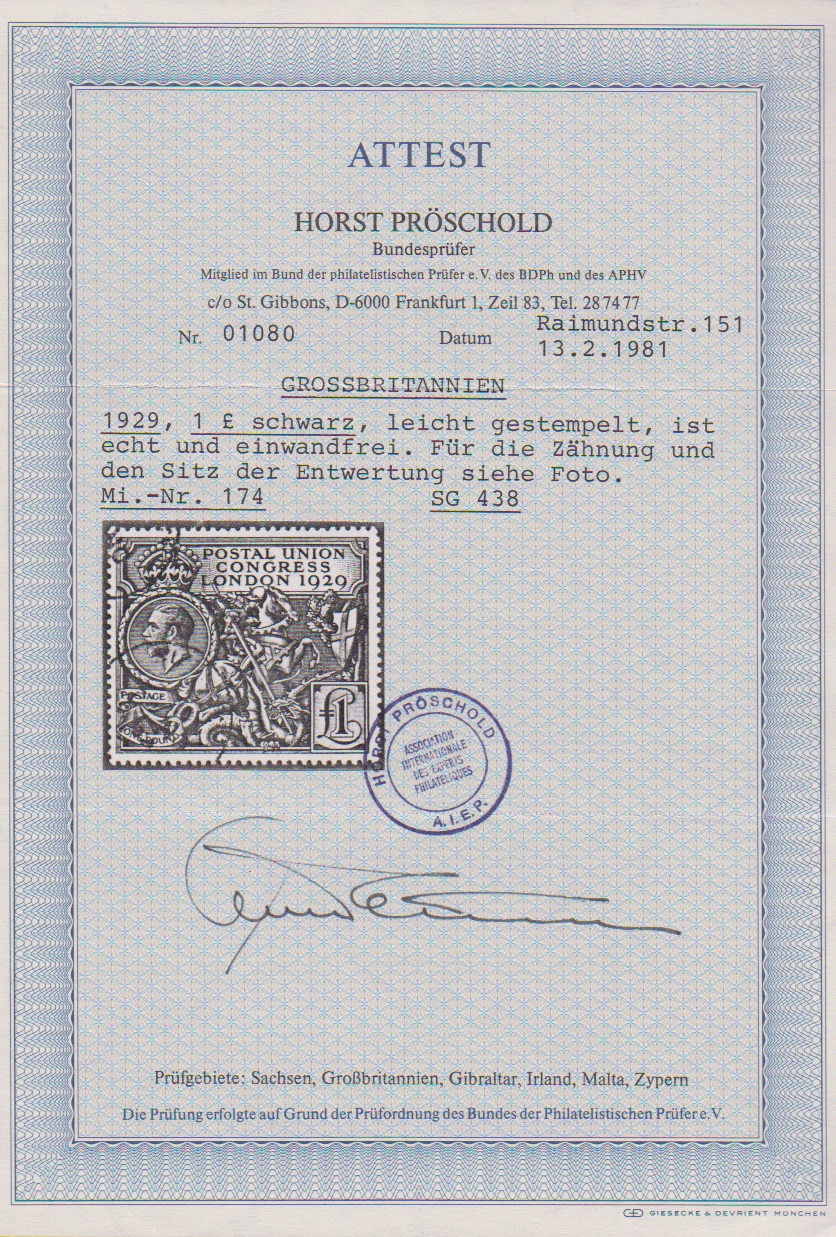 ATTEST
HORST PRÖSCHOLD
Bundesprüfer
Mitglied im Bund der philatelistischen Prüfer e.V. des BDPh und des APHV
c/o St. Gibbons, D-6000 Frankfurt 1, Zeil 83, Tel. 28 74 77
Raimundstr.151
Nr. 01080 Datum 13.2.1981
GROSSBRITANNIEN
1929, 1 £ schwarz, leicht gestempelt, ist
echt und einwandfrei. Für die Zähnung und
den Sitz der Entwertung siehe Foto.
Mi.-Nr. 174 SG 438
POSTAL UNION
CONGRESS
LONDON 1929
POSTAGE
ONE POUND
£1
HORST PRÖSCHOLD
ASSOCIATION
INTERNATIONALE
DES EXPERTS
PHILATELIQUES
A.I.E.P.
Prüfgebiete: Sachsen, Großbritannien, Gibraltar, Irland, Malta, Zypern
Die Prüfung erfolgte auf Grund der Prüfordnung des Bundes der Philatelistischen Prüfer e.V.
GIESECKE & DEVRIENT MÜNCHEN